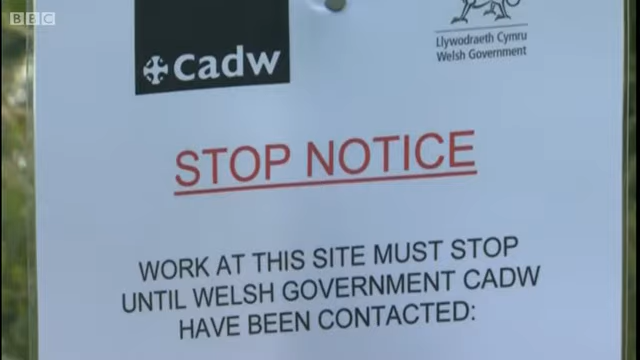 BBC
cadw
Llywodraeth Cymru
Welsh Government
STOP NOTICE
WORK AT THIS SITE MUST STOP
UNTIL WELSH GOVERNMENT CADW
HAVE BEEN CONTACTED: